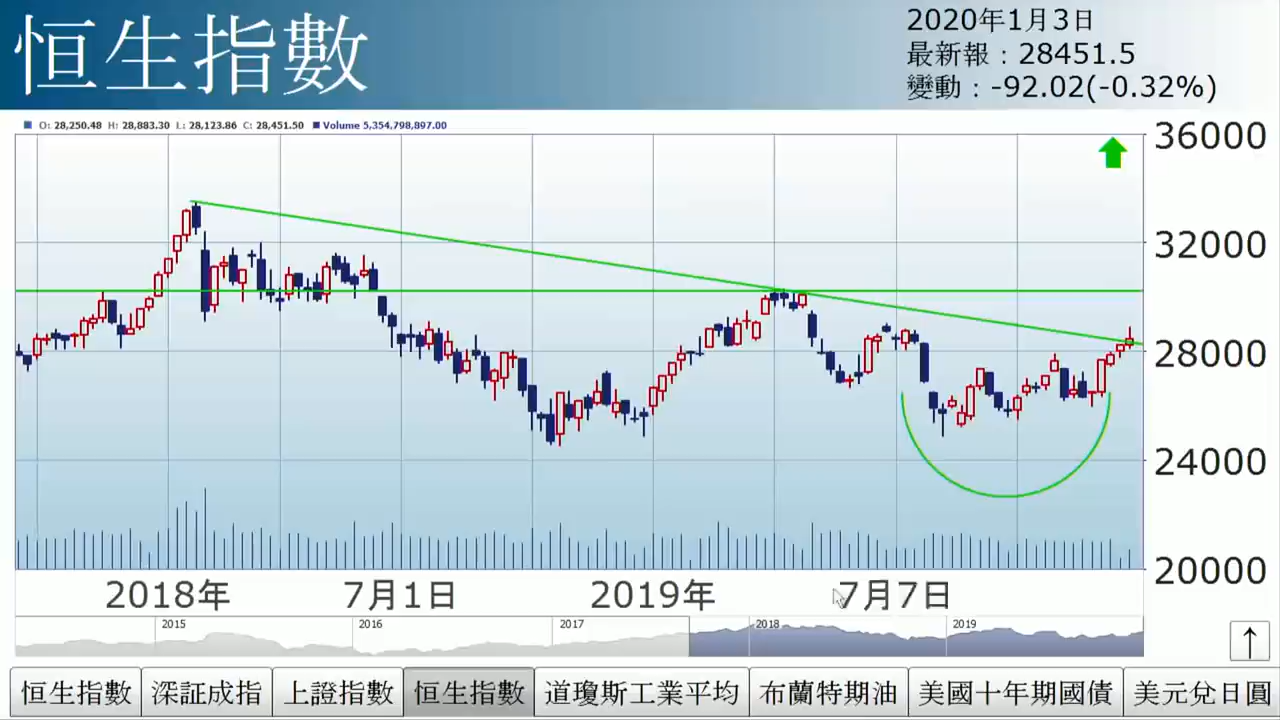 恒生指數
2020年1月3日
最新報：28451.5
變動：-92.02(-0.32%)
O: 28,250.48 H: 28,883.30 L: 28,123.86 C: 28,451.50 Volume 5,354,798,897.00
36000
32000
28000
24000
20000
2018年 7月1日 2019年 7月7日
2015 2016 2017 2018 2019
恒生指數 深証成指 上證指數 恒生指數 道瓊斯工業平均 布蘭特期油 美國十年期國債 美元兌日圓